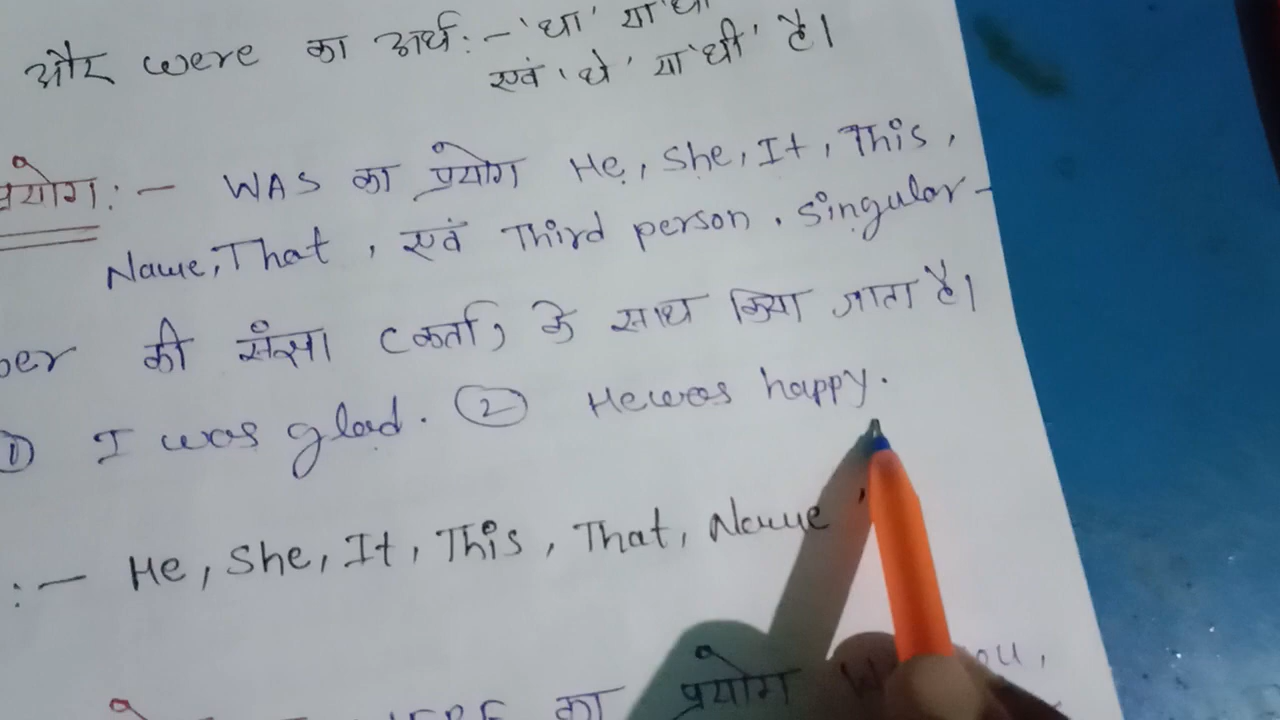 और were का अर्थ:- 'था' या
एवं 'थे' या 'थी' है।
प्रयोग:- WAS का प्रयोग He, She, It, This,
Name, That, एवं Third person, Singular-
ber की संज्ञा (कर्ता) के साथ किया जाता है।
① I was glad. ② He was happy.
:- He, She, It, This, That, Name
का प्रयोग